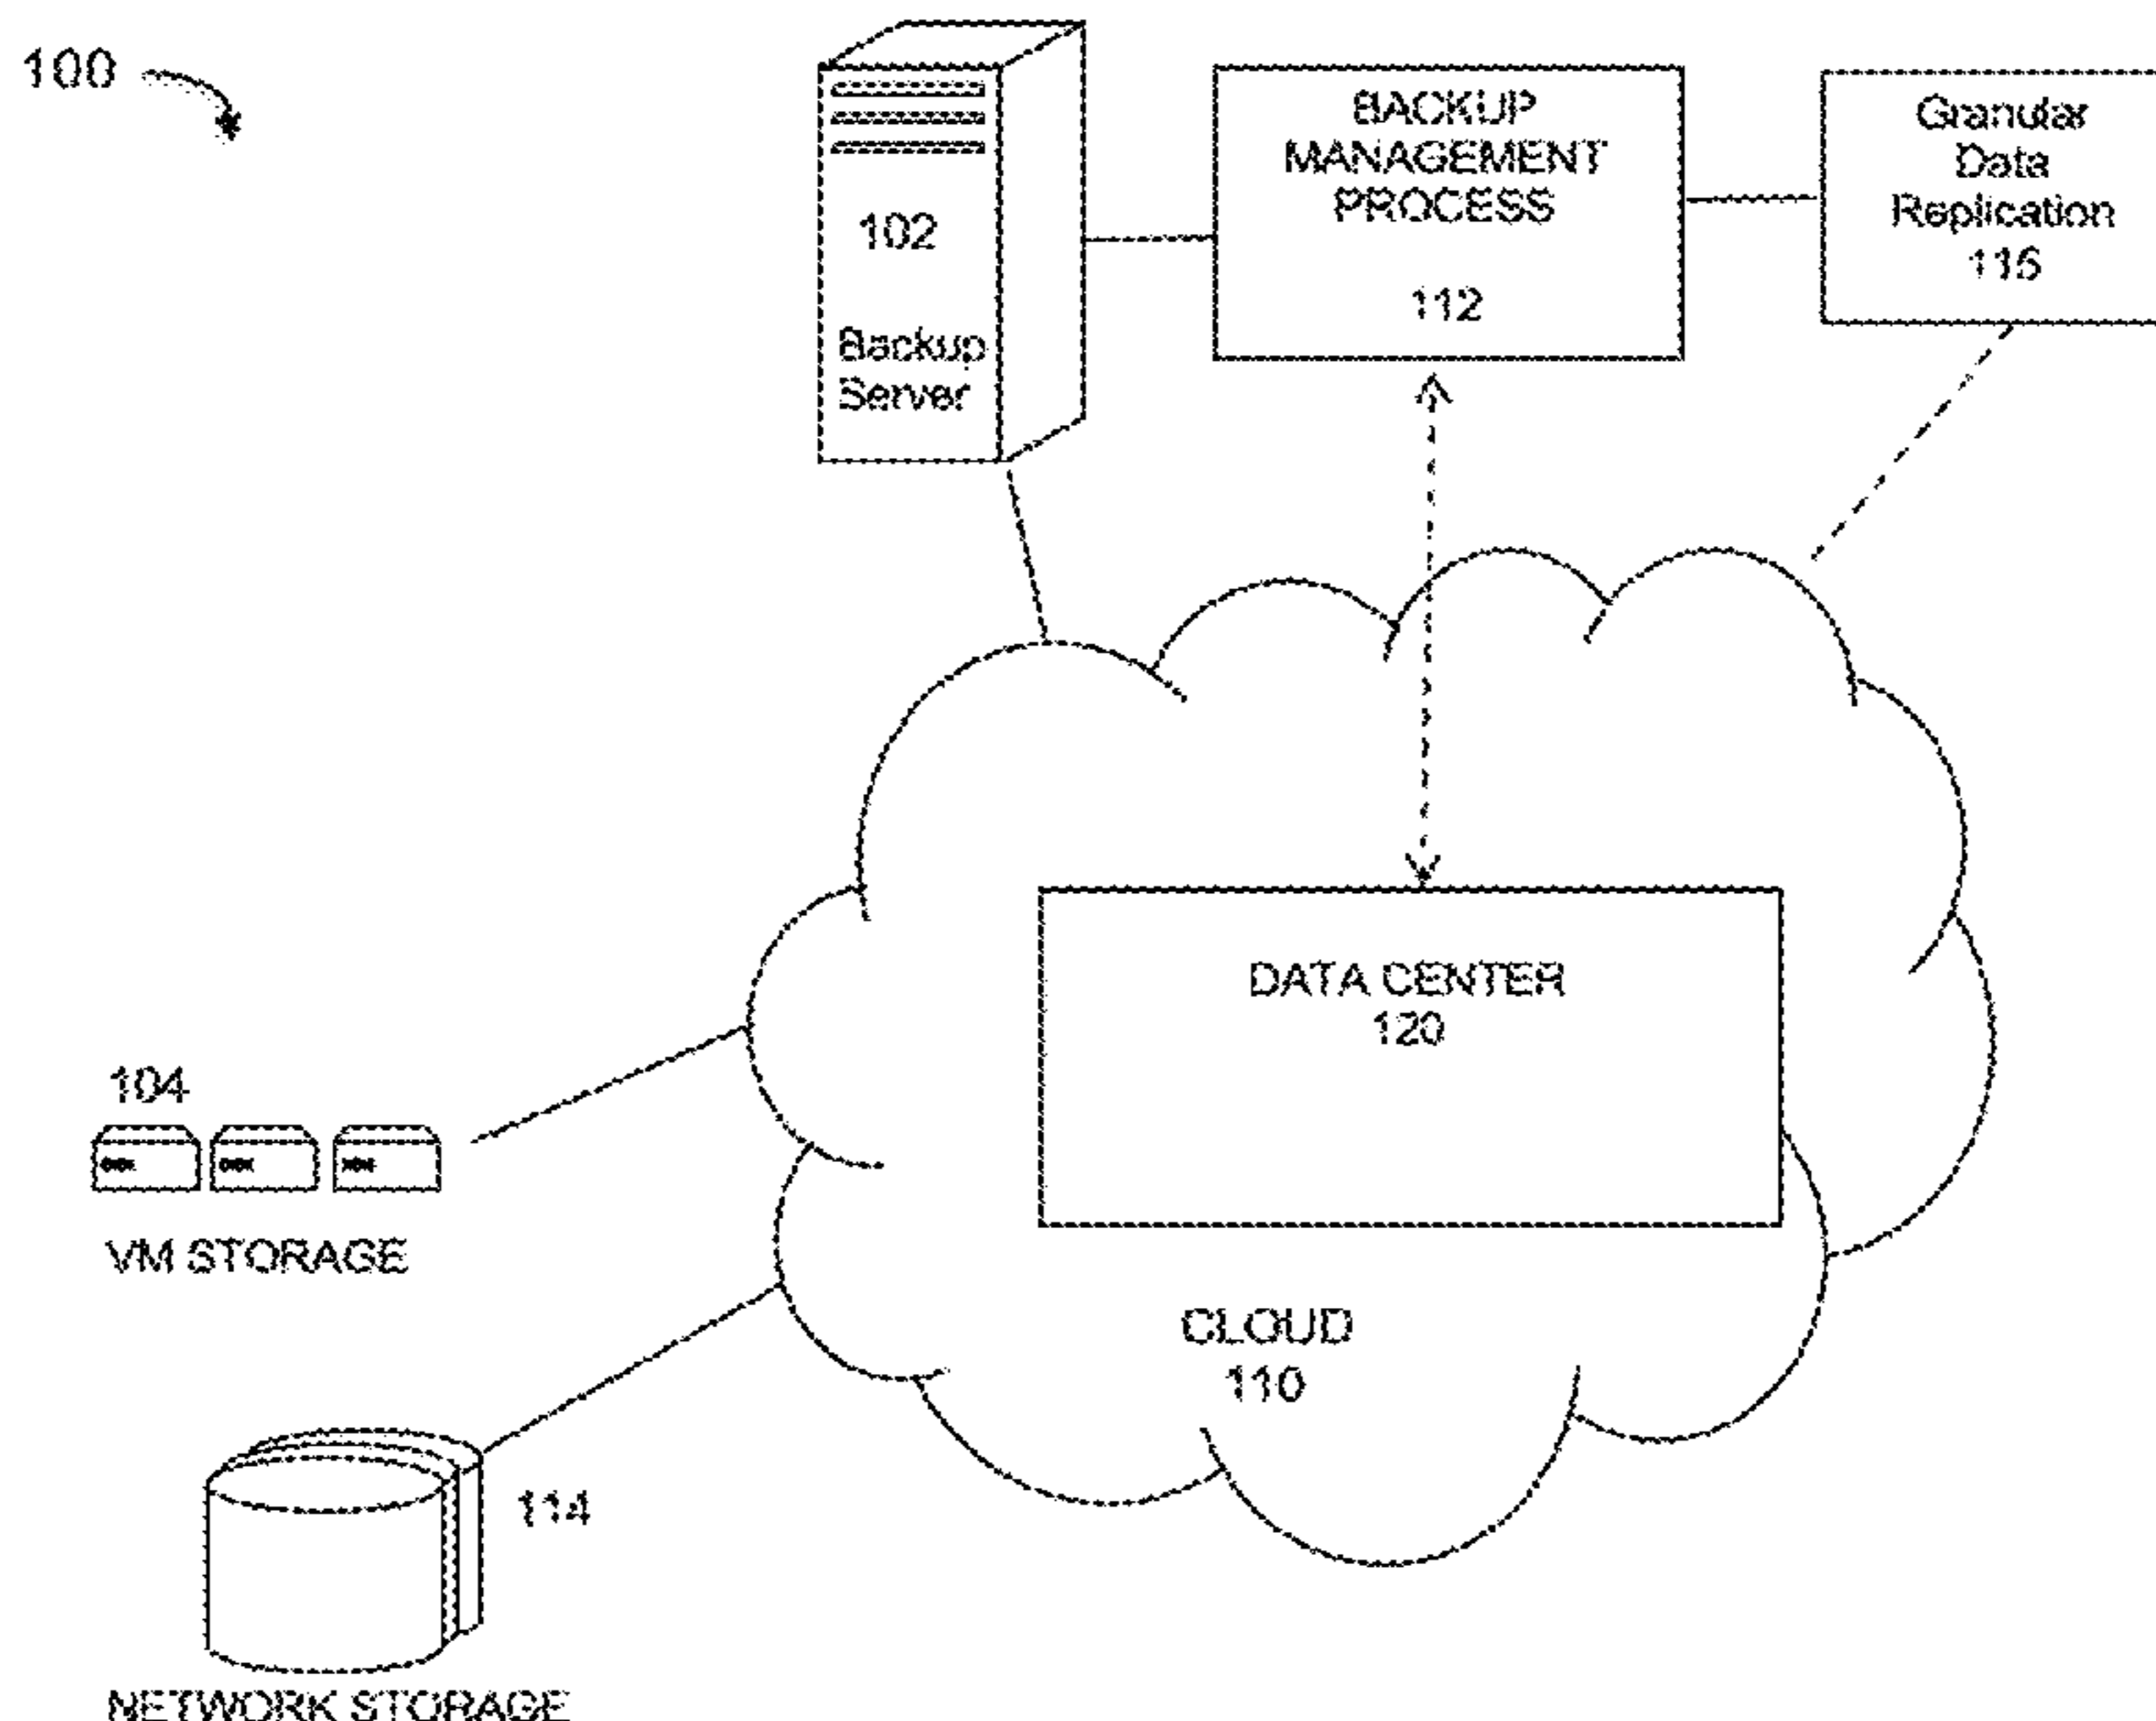 100
102
Backup
Server
BACKUP
MANAGEMENT
PROCESS
112
Granular
Data
Replication
115
DATA CENTER
120
104
VM STORAGE
CLOUD
110
114
NETWORK STORAGE